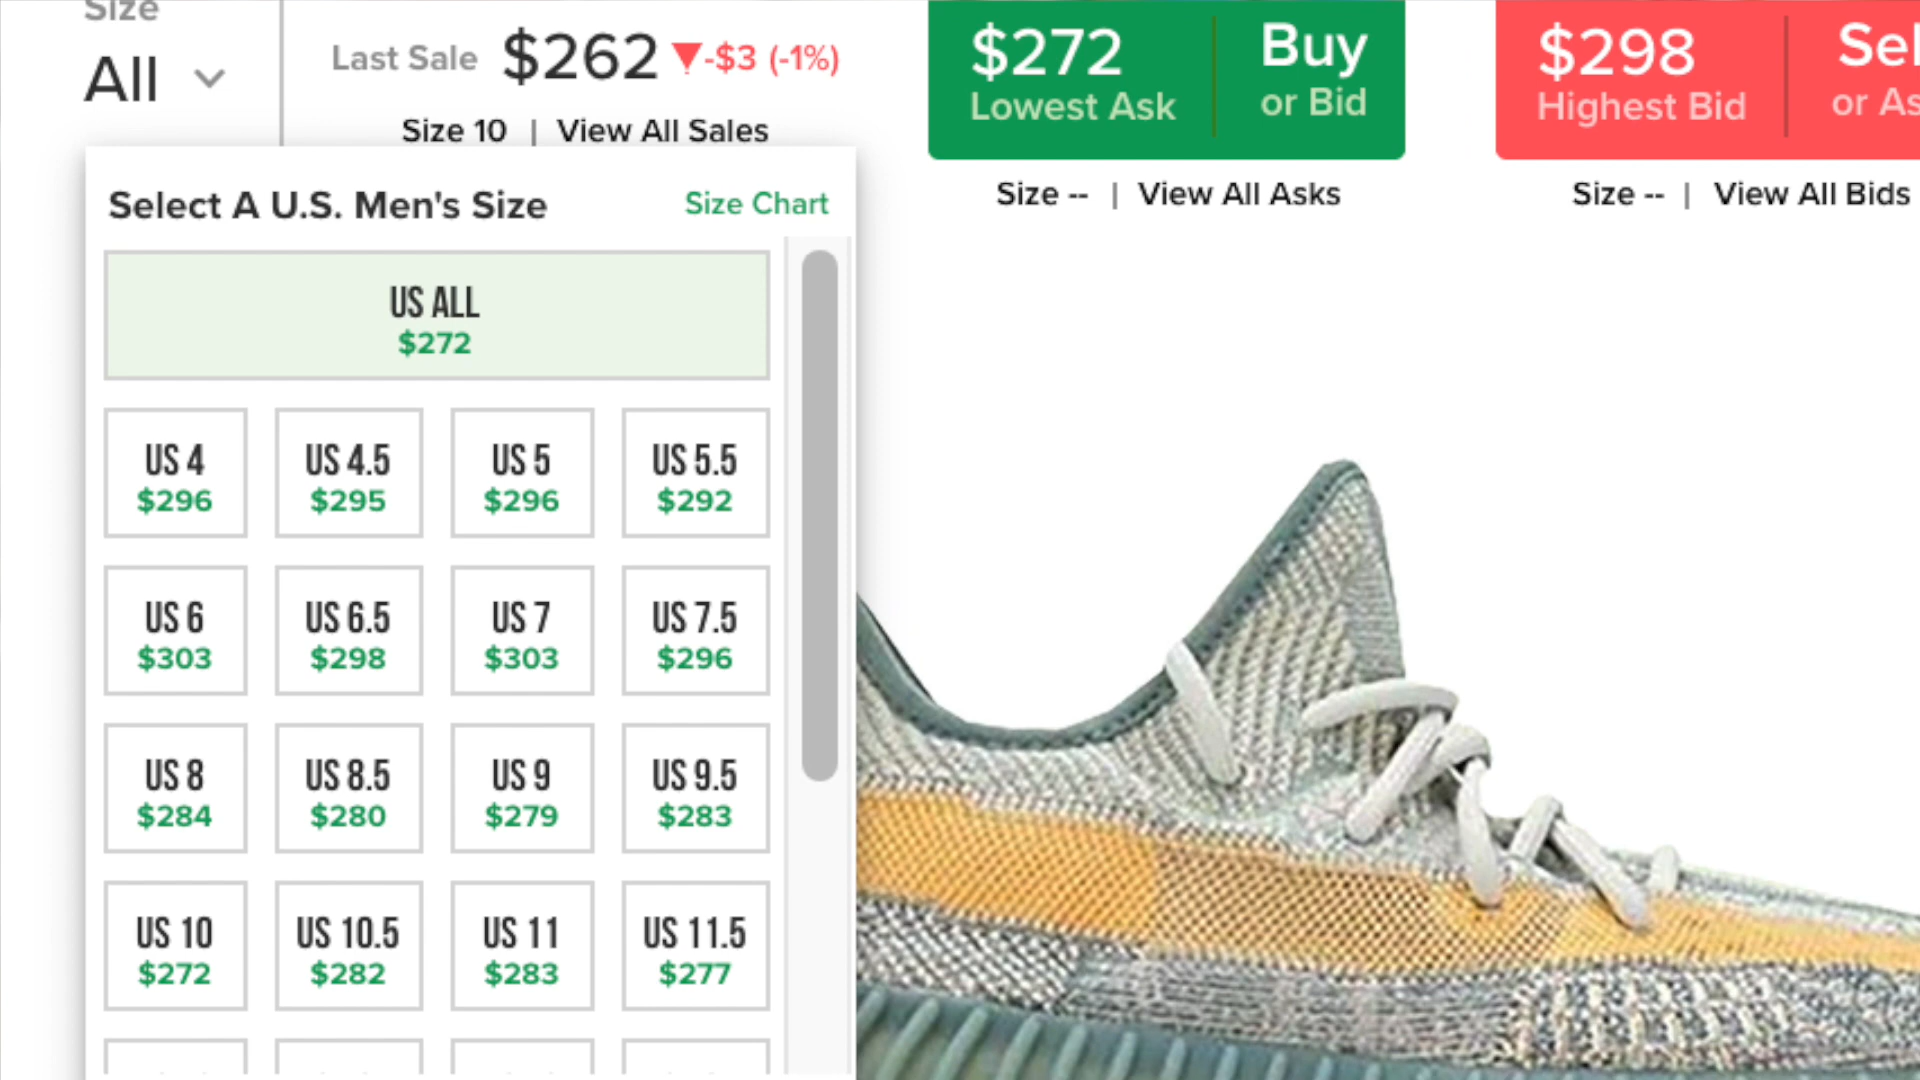 Size
All
Last Sale $262 ▼-$3 (-1%)
Size 10 | View All Sales
$272
Lowest Ask
Buy
or Bid
Size -- | View All Asks
$298
Highest Bid
Sel
or As
Size -- | View All Bids
Select A U.S. Men's Size
Size Chart
US ALL
$272
US 4
$296
US 4.5
$295
US 5
$296
US 5.5
$292
US 6
$303
US 6.5
$298
US 7
$303
US 7.5
$296
US 8
$284
US 8.5
$280
US 9
$279
US 9.5
$283
US 10
$272
US 10.5
$282
US 11
$283
US 11.5
$277